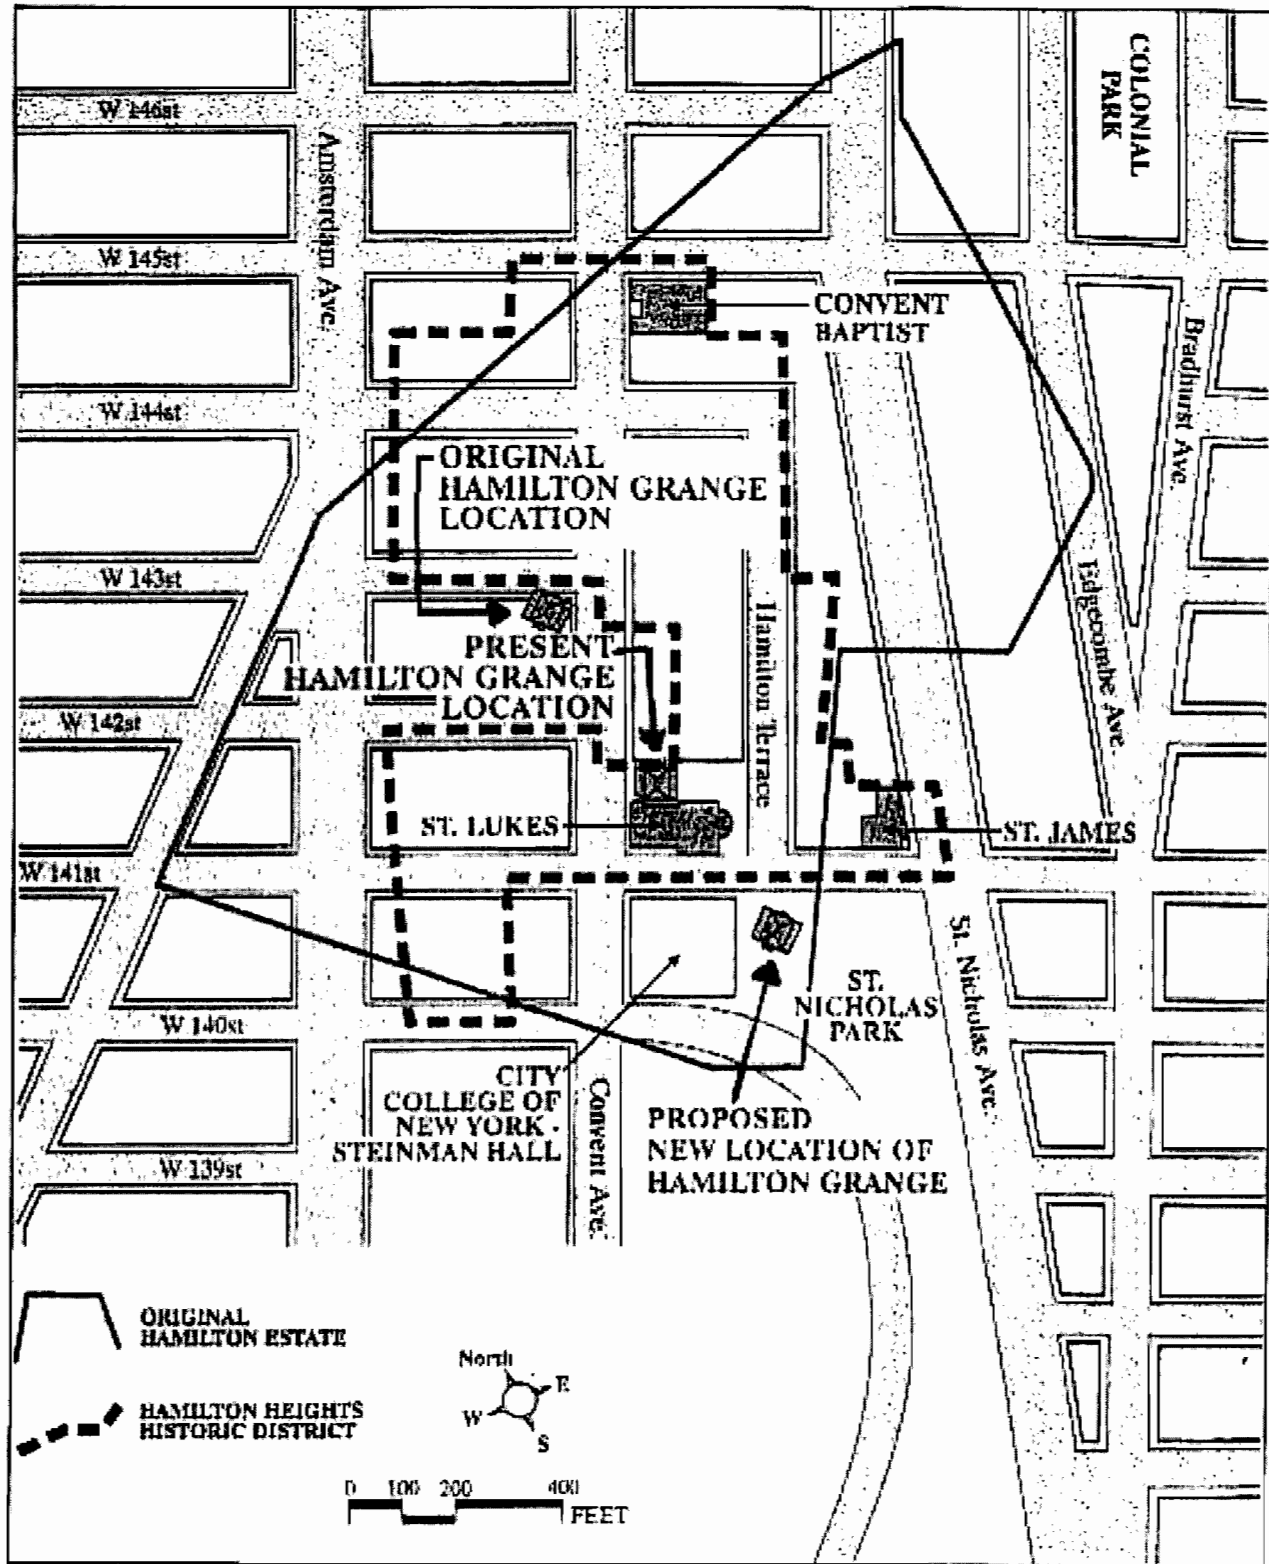 COLONIAL
PARK
W 146st
Amsterdam Ave.
W 145st
CONVENT
BAPTIST
Bradhurst Ave.
W 144st
ORIGINAL
HAMILTON GRANGE
LOCATION
W 143st
Edgecombe Ave.
Hamilton Terrace
PRESENT
HAMILTON GRANGE
LOCATION
W 142st
ST. LUKES
ST. JAMES
W 141st
St. Nicholas Ave.
ST.
NICHOLAS
PARK
W 140st
CITY
COLLEGE OF
NEW YORK -
STEINMAN HALL
Convent Ave.
PROPOSED
NEW LOCATION OF
HAMILTON GRANGE
W 139st
ORIGINAL
HAMILTON ESTATE
HAMILTON HEIGHTS
HISTORIC DISTRICT
North
E
W
S
0 100 200 400
FEET